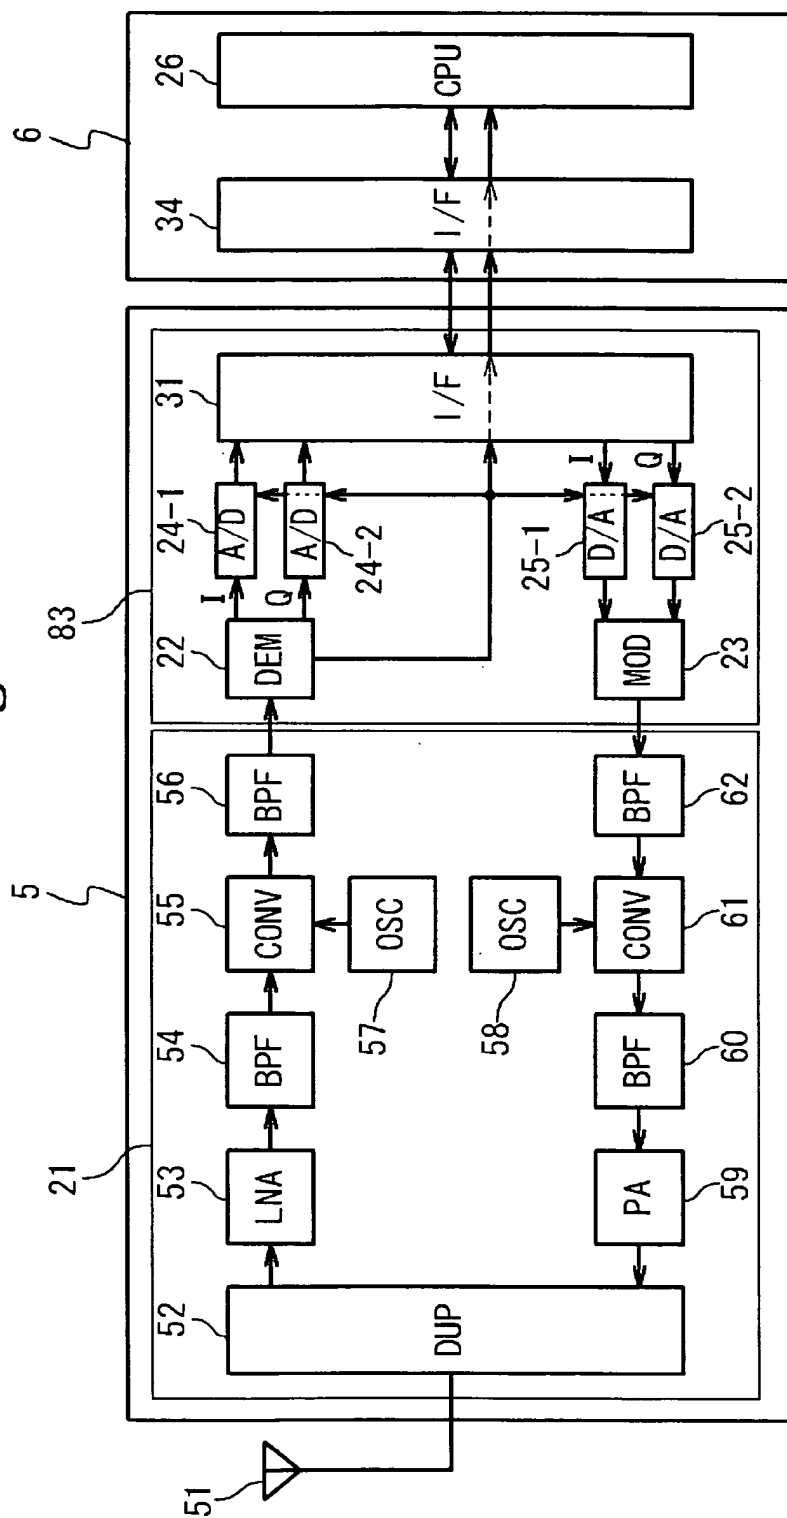 5
6
21
83
51
52
DUP
53
LNA
54
BPF
55
CONV
56
BPF
57
OSC
58
OSC
59
PA
60
BPF
61
CONV
62
BPF
22
DEM
23
MOD
I
Q
24-1
A/D
24-2
A/D
25-1
D/A
25-2
D/A
I
Q
31
I/F
34
I/F
26
CPU